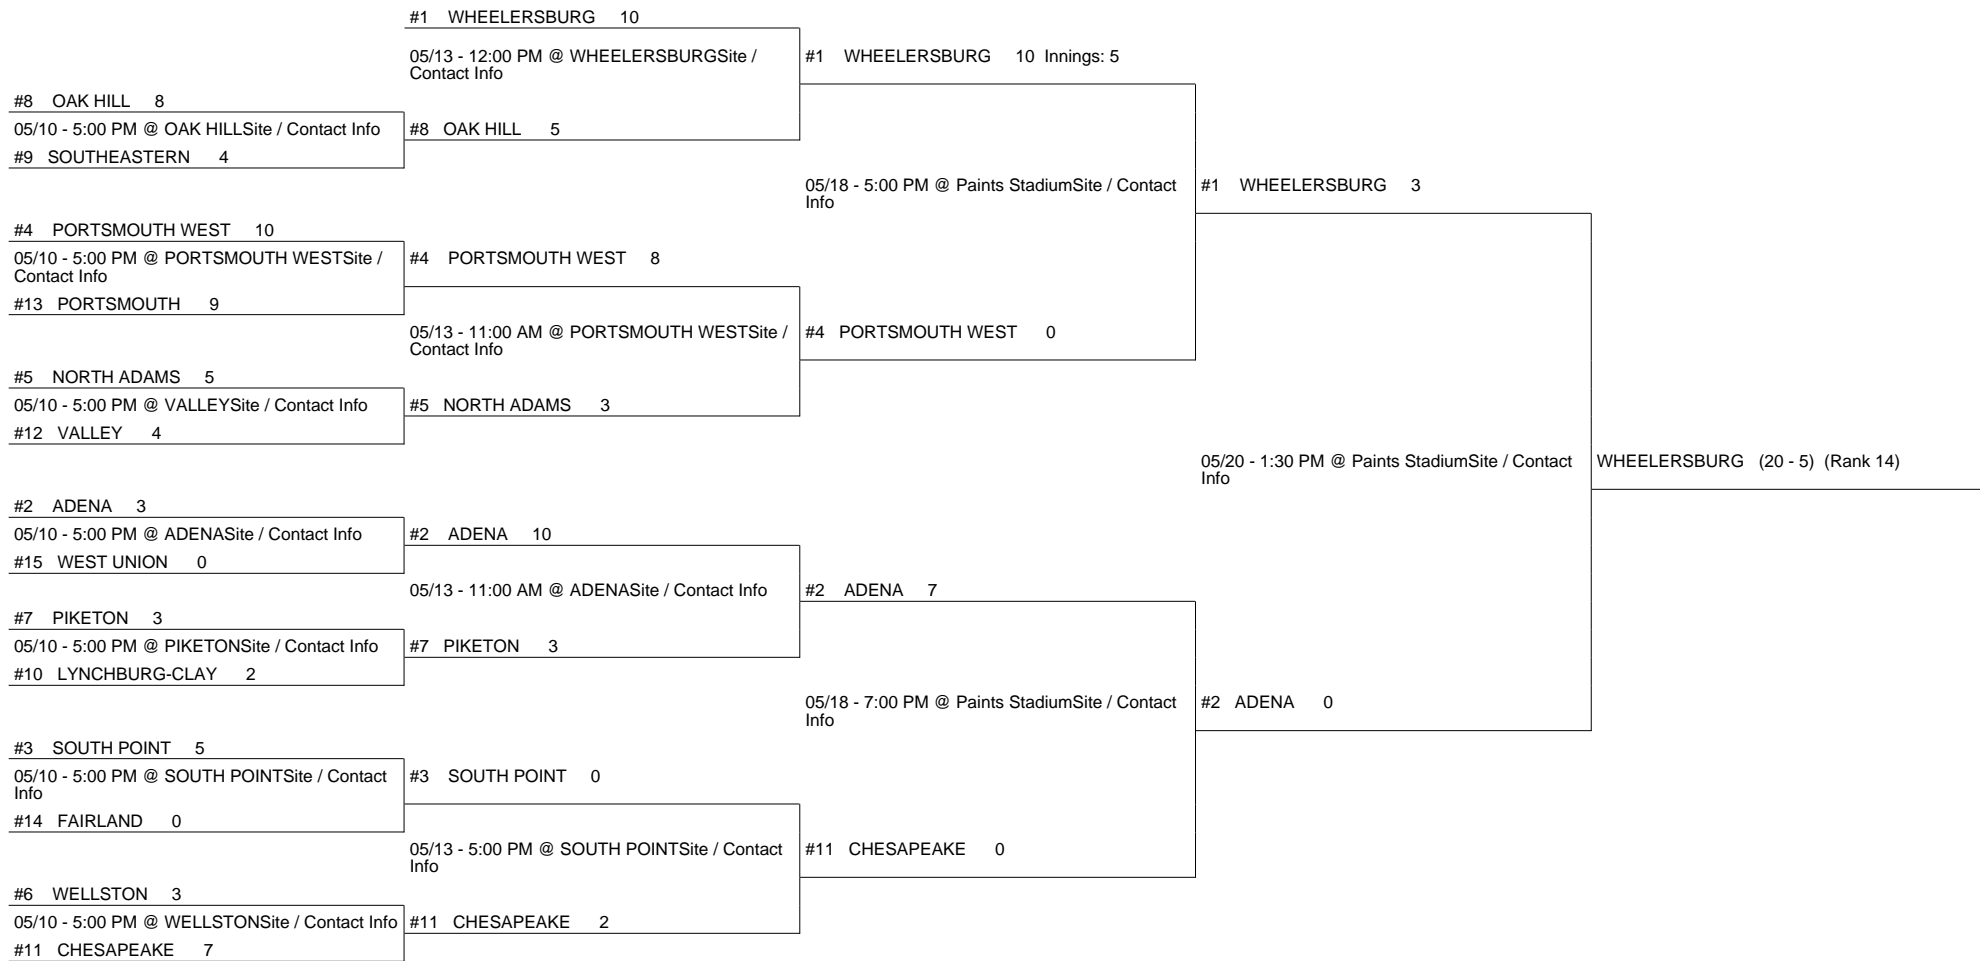 #1 WHEELERSBURG 10
05/13 - 12:00 PM @ WHEELERSBURGSite /
Contact Info
#8 OAK HILL 5
#8 OAK HILL 8
05/10 - 5:00 PM @ OAK HILLSite / Contact Info
#9 SOUTHEASTERN 4
#1 WHEELERSBURG 10 Innings: 5
05/18 - 5:00 PM @ Paints StadiumSite / Contact
Info
#4 PORTSMOUTH WEST 0
#4 PORTSMOUTH WEST 10
05/10 - 5:00 PM @ PORTSMOUTH WESTSite /
Contact Info
#13 PORTSMOUTH 9
#4 PORTSMOUTH WEST 8
05/13 - 11:00 AM @ PORTSMOUTH WESTSite /
Contact Info
#5 NORTH ADAMS 3
#5 NORTH ADAMS 5
05/10 - 5:00 PM @ VALLEYSite / Contact Info
#12 VALLEY 4
#1 WHEELERSBURG 3
05/20 - 1:30 PM @ Paints StadiumSite / Contact
Info
#2 ADENA 0
WHEELERSBURG (20 - 5) (Rank 14)
#2 ADENA 3
05/10 - 5:00 PM @ ADENASite / Contact Info
#15 WEST UNION 0
#2 ADENA 10
05/13 - 11:00 AM @ ADENASite / Contact Info
#7 PIKETON 3
#7 PIKETON 3
05/10 - 5:00 PM @ PIKETONSite / Contact Info
#10 LYNCHBURG-CLAY 2
#2 ADENA 7
05/18 - 7:00 PM @ Paints StadiumSite / Contact
Info
#11 CHESAPEAKE 0
#3 SOUTH POINT 5
05/10 - 5:00 PM @ SOUTH POINTSite / Contact
Info
#14 FAIRLAND 0
#3 SOUTH POINT 0
05/13 - 5:00 PM @ SOUTH POINTSite / Contact
Info
#11 CHESAPEAKE 2
#6 WELLSTON 3
05/10 - 5:00 PM @ WELLSTONSite / Contact Info
#11 CHESAPEAKE 7